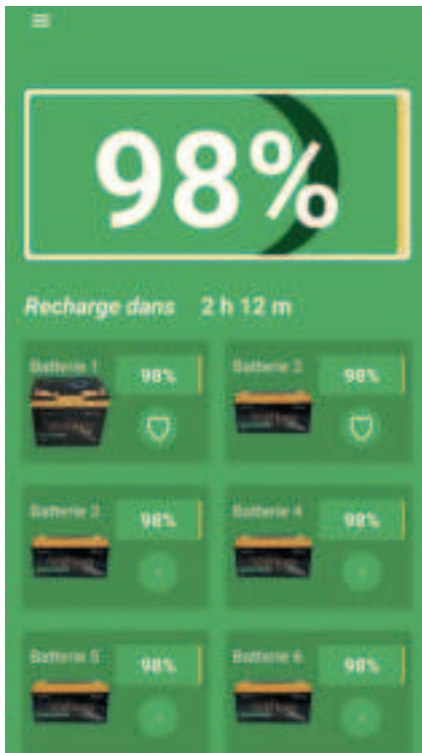 98%
Recharge dans 2 h 12 m
Batterie 1 98%
Batterie 2 98%
Batterie 3 98%
Batterie 4 98%
Batterie 5 98%
Batterie 6 98%